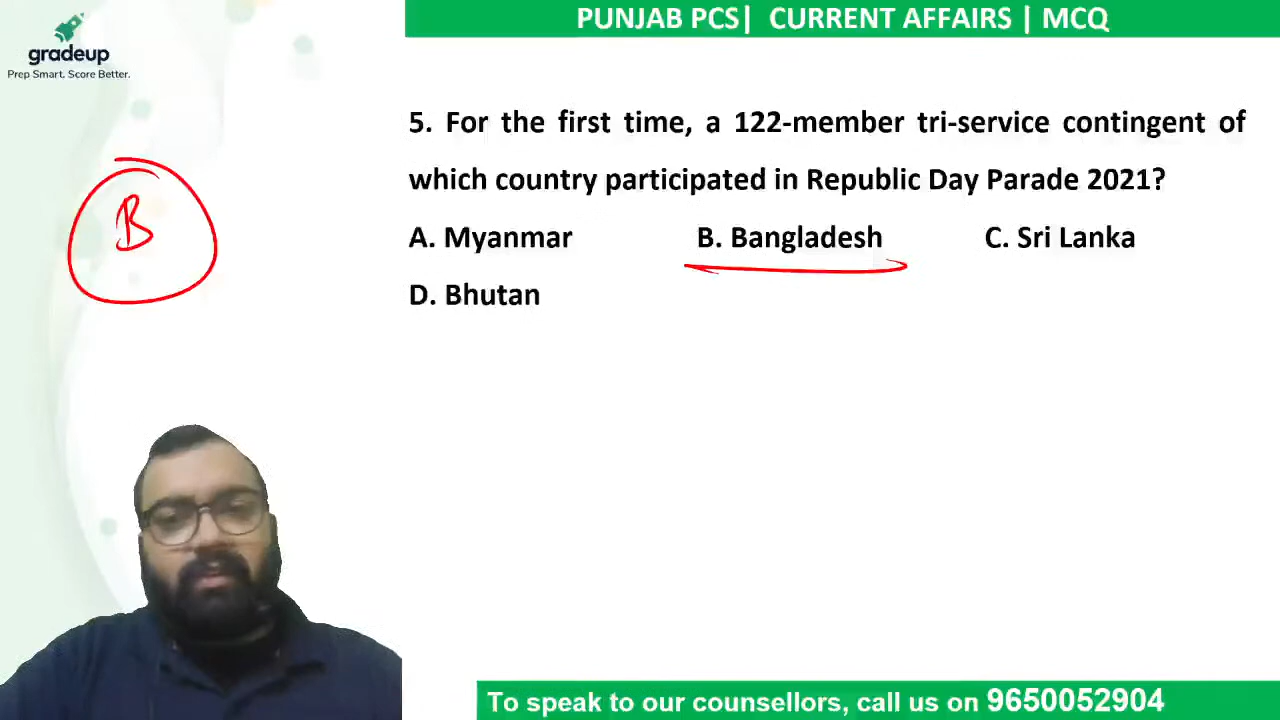 gradeup
Prep Smart. Score Better.
PUNJAB PCS| CURRENT AFFAIRS | MCQ
5. For the first time, a 122-member tri-service contingent of
which country participated in Republic Day Parade 2021?
A. Myanmar B. Bangladesh C. Sri Lanka
D. Bhutan
B
To speak to our counsellors, call us on 9650052904